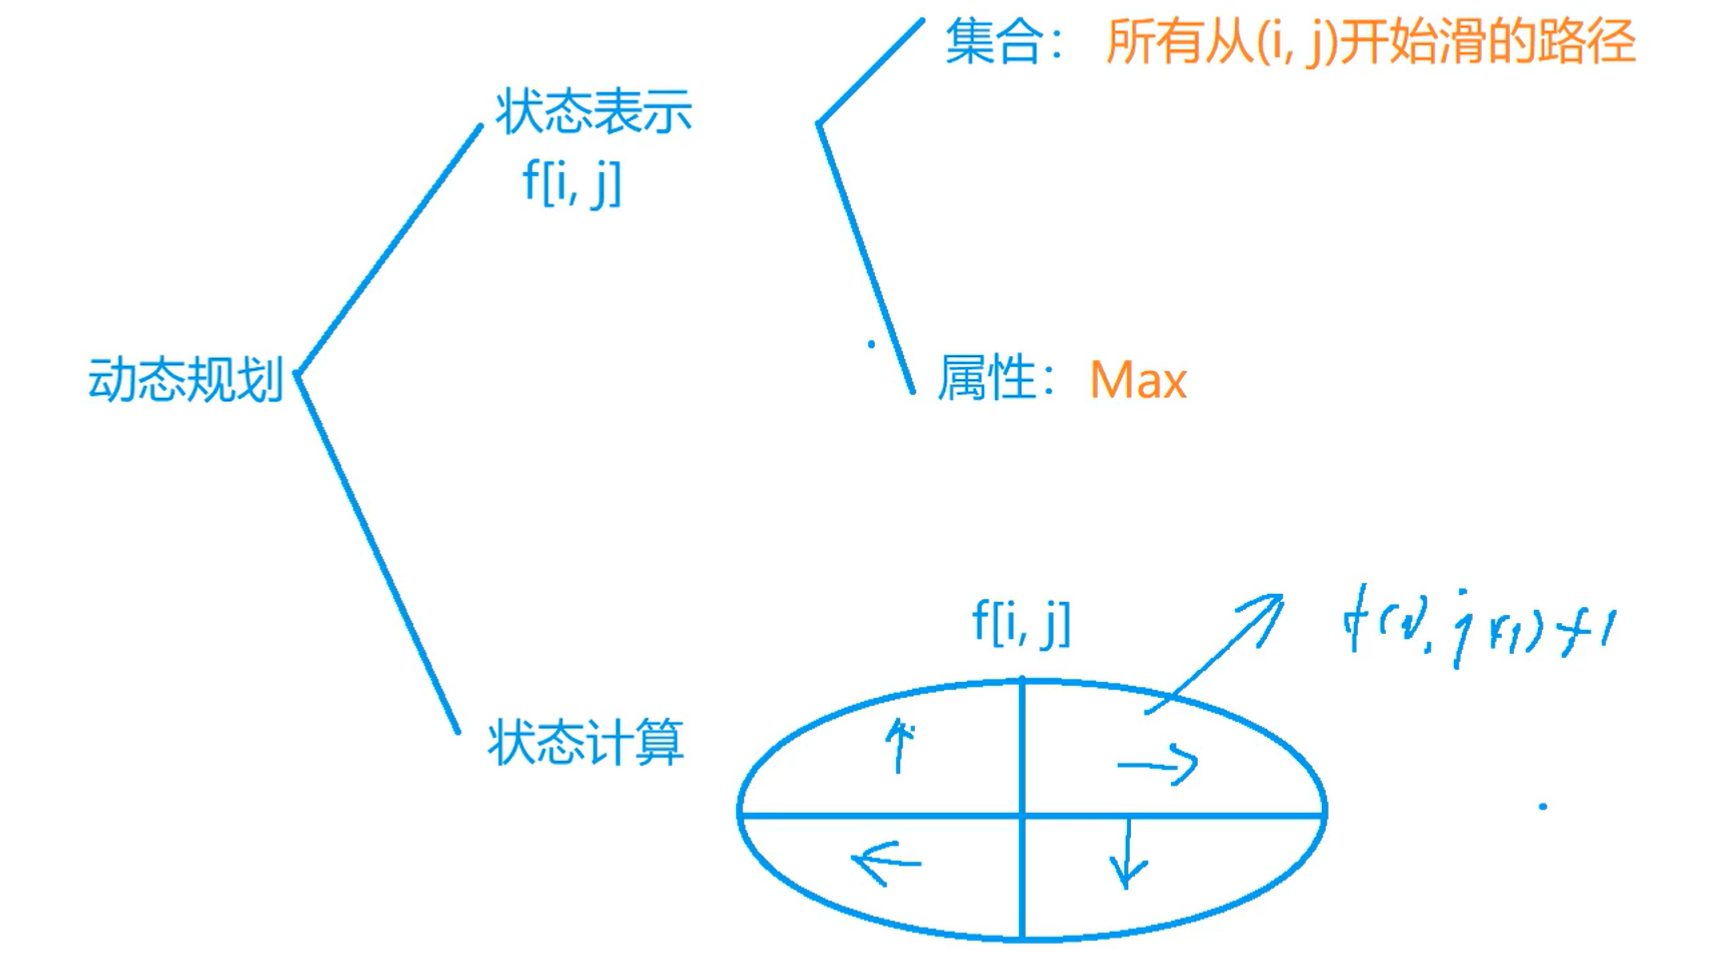 集合： 所有从(i, j)开始滑的路径
状态表示
f[i, j]
动态规划
属性：Max
f[i, j]
f(i, j+1)+1
状态计算